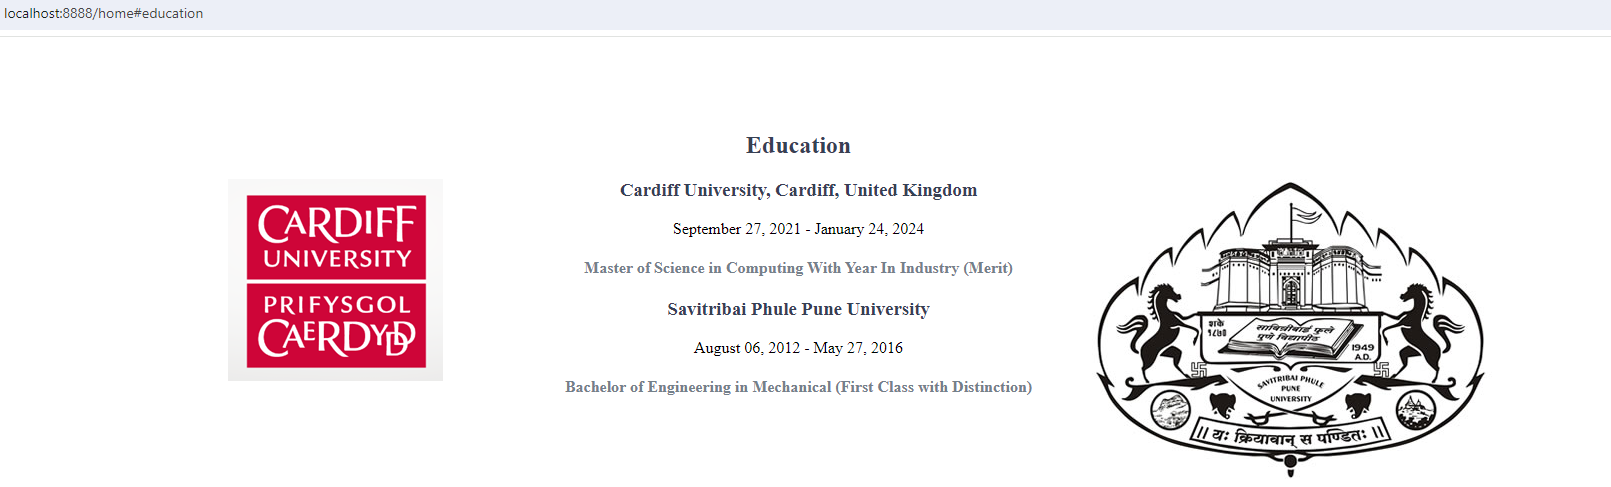 localhost:8888/home#education
Education
CARDIFF
UNIVERSITY
PRIFYSGOL
CAERDYDD
Cardiff University, Cardiff, United Kingdom
September 27, 2021 - January 24, 2024
Master of Science in Computing With Year In Industry (Merit)
Savitribai Phule Pune University
August 06, 2012 - May 27, 2016
Bachelor of Engineering in Mechanical (First Class with Distinction)
शके
१८७०
सावित्रीबाई फुले
पुणे विद्यापीठ
1949
A.D.
SAVITRIBAI PHULE
PUNE
UNIVERSITY
॥ यः क्रियावान् स पण्डितः ॥